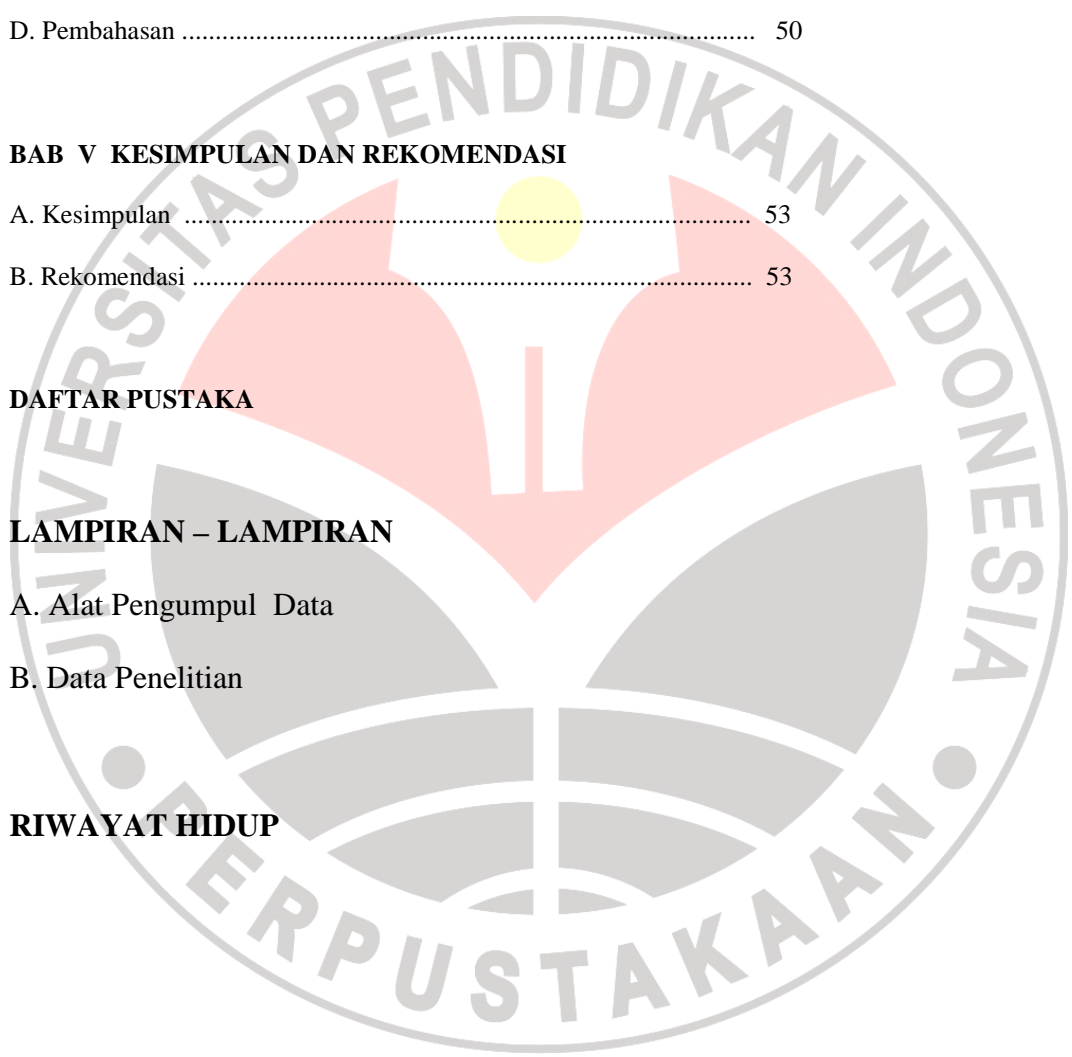 D. Pembahasan ..................................................................................... 50
BAB V KESIMPULAN DAN REKOMENDASI
A. Kesimpulan .................................................................................... 53
B. Rekomendasi ................................................................................... 53
DAFTAR PUSTAKA
LAMPIRAN – LAMPIRAN
A. Alat Pengumpul Data
B. Data Penelitian
RIWAYAT HIDUP
UNIVERSITAS PENDIDIKAN INDONESIA
PERPUSTAKAAN